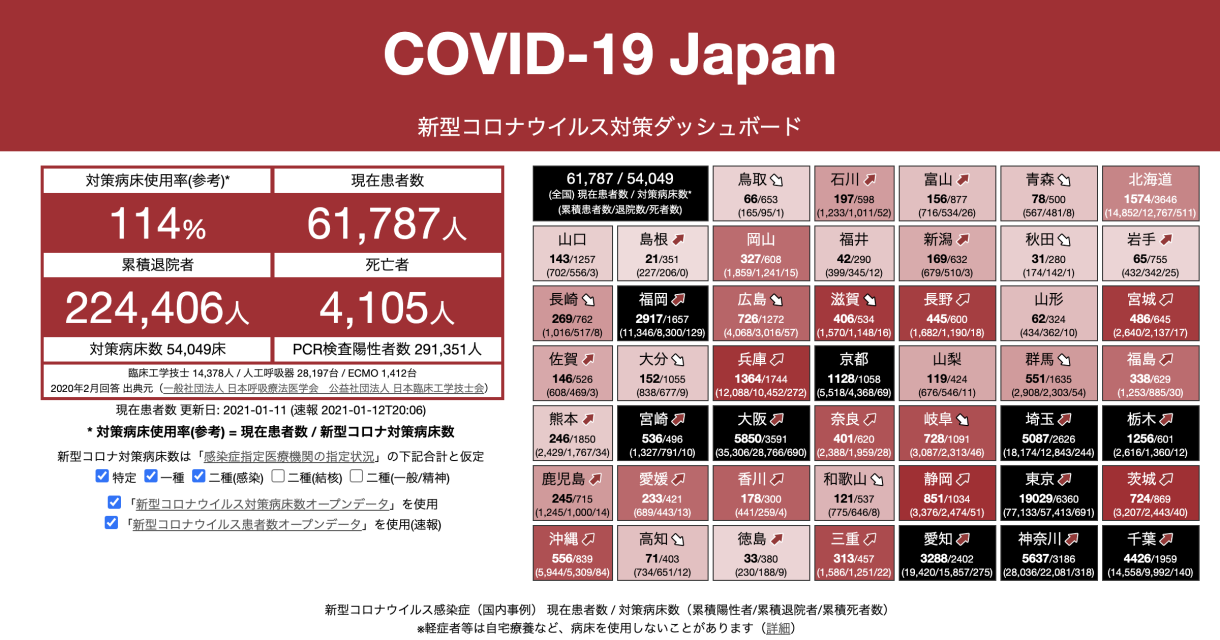 COVID-19 Japan
新型コロナウイルス対策ダッシュボード
対策病床使用率(参考)*
現在患者数
114%
61,787人
累積退院者
死亡者
224,406人
4,105人
対策病床数 54,049床
PCR検査陽性者数 291,351人
臨床工学技士 14,378人 / 人工呼吸器 28,197台 / ECMO 1,412台
2020年2月回答 出典元（一般社団法人 日本呼吸療法医学会　公益社団法人 日本臨床工学技士会）
現在患者数 更新日: 2021-01-11 (速報 2021-01-12T20:06)
* 対策病床使用率(参考) = 現在患者数 / 新型コロナ対策病床数
新型コロナ対策病床数は「感染症指定医療機関の指定状況」の下記合計と仮定
特定 一種 二種(感染) 二種(結核) 二種(一般/精神)
「新型コロナウイルス対策病床数オープンデータ」を使用
「新型コロナウイルス患者数オープンデータ」を使用(速報)
61,787 / 54,049
(全国) 現在患者数 / 対策病床数*
(累積患者数/退院数/死者数)
鳥取
66/653
(165/95/1)
石川
197/598
(1,233/1,011/52)
富山
156/877
(716/534/26)
青森
78/500
(567/481/8)
北海道
1574/3646
(14,852/12,767/511)
山口
143/1257
(702/556/3)
島根
21/351
(227/206/0)
岡山
327/608
(1,859/1,241/15)
福井
42/290
(399/345/12)
新潟
169/632
(679/510/3)
秋田
31/280
(174/142/1)
岩手
65/755
(432/342/25)
長崎
269/762
(1,016/517/8)
福岡
2917/1657
(11,346/8,300/129)
広島
726/1272
(4,068/3,016/57)
滋賀
406/534
(1,570/1,148/16)
長野
445/600
(1,682/1,190/18)
山形
62/324
(434/362/10)
宮城
486/645
(2,640/2,137/17)
佐賀
146/526
(608/469/3)
大分
152/1055
(838/677/9)
兵庫
1364/1744
(12,088/10,452/272)
京都
1128/1058
(5,518/4,368/69)
山梨
119/424
(676/546/11)
群馬
551/1635
(2,908/2,303/54)
福島
338/629
(1,253/885/30)
熊本
246/1850
(2,429/1,767/34)
宮崎
536/496
(1,327/791/10)
大阪
5850/3591
(35,306/28,766/690)
奈良
401/620
(2,388/1,959/28)
岐阜
728/1091
(3,087/2,313/46)
埼玉
5087/2626
(18,174/12,843/244)
栃木
1256/601
(2,616/1,360/12)
鹿児島
245/715
(1,245/1,000/14)
愛媛
233/421
(689/443/13)
香川
178/300
(441/259/4)
和歌山
121/537
(775/646/8)
静岡
851/1034
(3,376/2,474/51)
東京
19029/6360
(77,133/57,413/691)
茨城
724/869
(3,207/2,443/40)
沖縄
556/839
(5,944/5,309/84)
高知
71/403
(734/651/12)
徳島
33/380
(230/188/9)
三重
313/457
(1,586/1,251/22)
愛知
3288/2402
(19,420/15,857/275)
神奈川
5637/3186
(28,036/22,081/318)
千葉
4426/1959
(14,558/9,992/140)
新型コロナウイルス感染症（国内事例） 現在患者数 / 対策病床数（累積陽性者/累積退院者/累積死者数）
※軽症者等は自宅療養など、病床を使用しないことがあります（詳細）